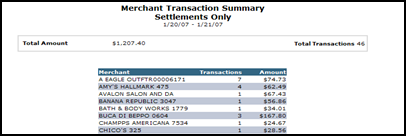 Merchant Transaction Summary
Settlements Only
1/20/07 - 1/21/07
Total Amount $1,207.40 Total Transactions 46
Merchant Transactions Amount
A EAGLE OUTFTR00006171 7 $74.73
AMY'S HALLMARK 475 4 $62.49
AVALON SALON AND DA 1 $67.43
BANANA REPUBLIC 3047 1 $56.86
BATH & BODY WORKS 1779 1 $34.01
BUCA DI BEPPO 0604 3 $167.80
CHAMPPS AMERICANA 7534 1 $24.67
CHICO'S 325 1 $28.56